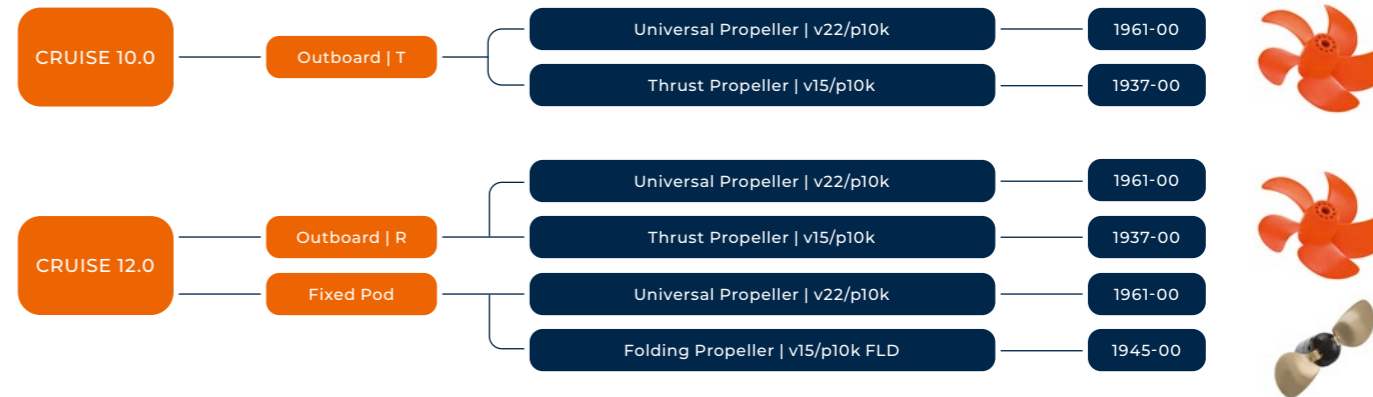 CRUISE 10.0
Outboard | T
Universal Propeller | v22/p10k
1961-00
Thrust Propeller | v15/p10k
1937-00
CRUISE 12.0
Outboard | R
Universal Propeller | v22/p10k
1961-00
Thrust Propeller | v15/p10k
1937-00
Fixed Pod
Universal Propeller | v22/p10k
1961-00
Folding Propeller | v15/p10k FLD
1945-00